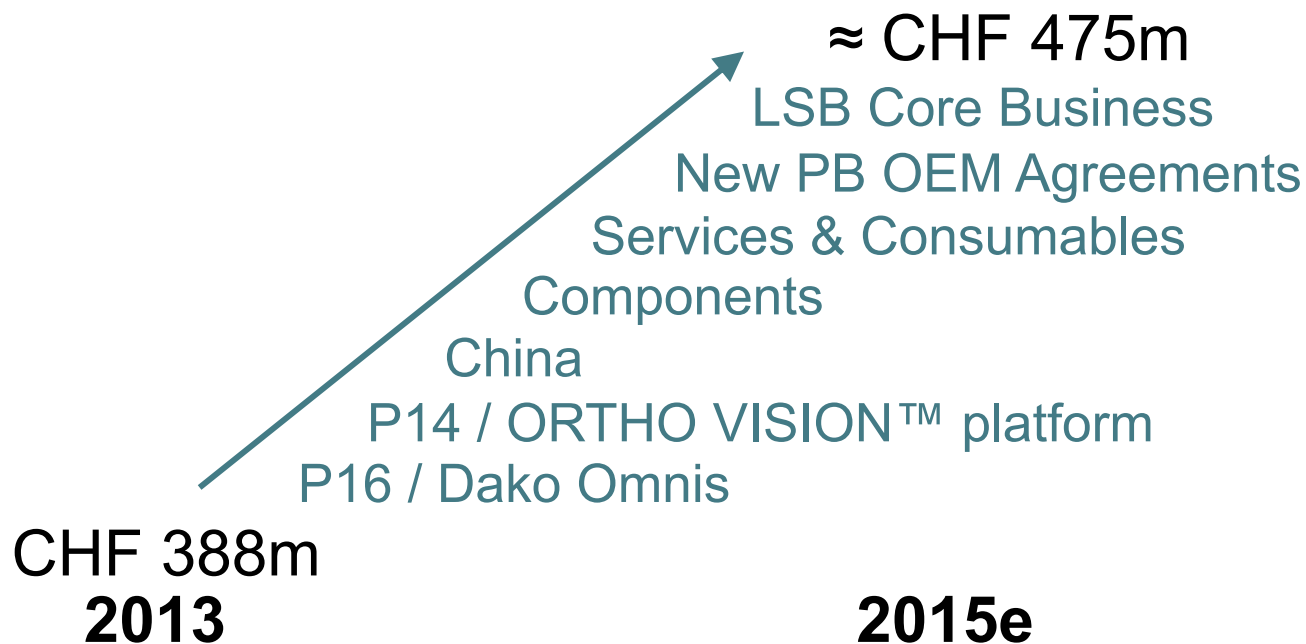 ≈ CHF 475m
LSB Core Business
New PB OEM Agreements
Services & Consumables
Components
China
P14 / ORTHO VISION™ platform
P16 / Dako Omnis
CHF 388m
2013
2015e